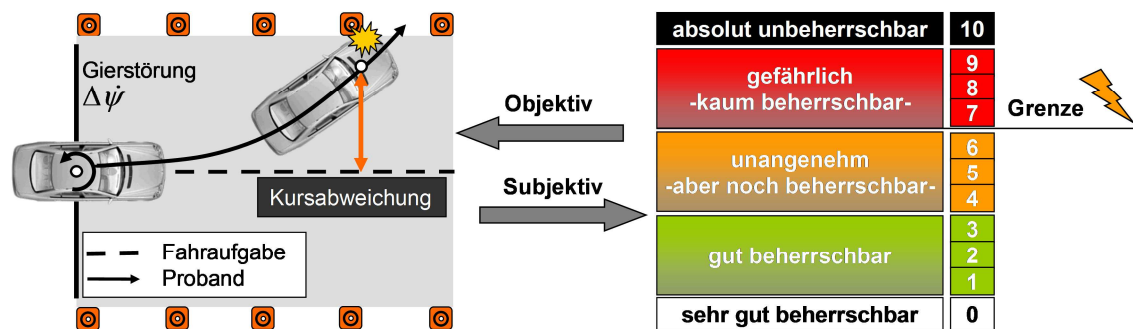 Gierstörung
Δψ̇
Kursabweichung
Fahraufgabe
Proband
Objektiv
Subjektiv
absolut unbeherrschbar 10
gefährlich
-kaum beherrschbar-
9
8
7
Grenze
unangenehm
-aber noch beherrschbar-
6
5
4
gut beherrschbar
3
2
1
sehr gut beherrschbar 0